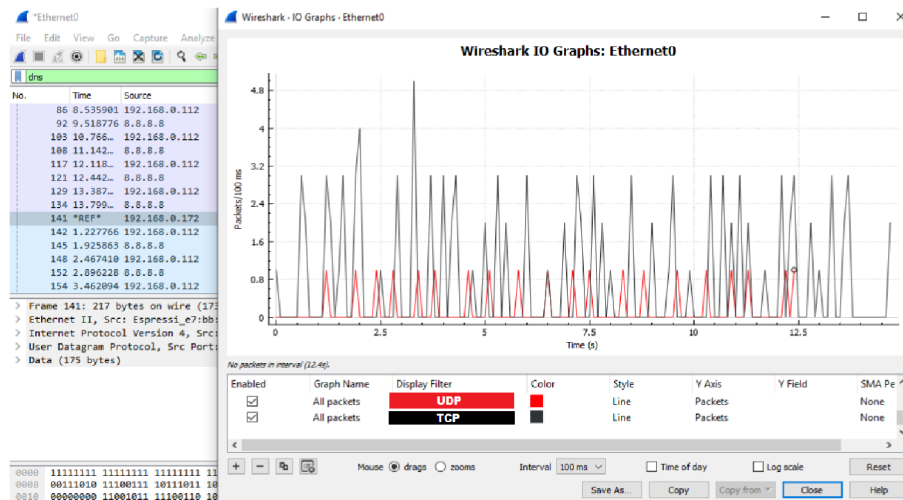 *Ethernet0
File Edit View Go Capture Analyze
dns
No. Time Source
86 8.535901 192.168.0.112
92 9.518776 8.8.8.8
103 10.766… 192.168.0.112
108 11.142… 8.8.8.8
117 12.118… 192.168.0.112
121 12.442… 8.8.8.8
129 13.387… 192.168.0.112
134 13.799… 8.8.8.8
141 *REF* 192.168.0.172
142 1.227766 192.168.0.112
145 1.925863 8.8.8.8
148 2.467410 192.168.0.112
152 2.896228 8.8.8.8
154 3.462094 192.168.0.112
> Frame 141: 217 bytes on wire (173
> Ethernet II, Src: Espressi_e7:bb:
> Internet Protocol Version 4, Src:
> User Datagram Protocol, Src Port:
> Data (175 bytes)
0000 11111111 11111111 11111111 11
0008 00111010 11100111 10111011 10
0010 00000000 11001011 11100110 10
Wireshark · IO Graphs · Ethernet0
Wireshark IO Graphs: Ethernet0
Packets/100 ms
4.8
4
3.2
2.4
1.6
0.8
0
0 2.5 5 7.5 10 12.5
Time (s)
No packets in interval (12.4s).
Enabled Graph Name Display Filter Color Style Y Axis Y Field SMA Pe
All packets UDP Line Packets None
All packets TCP Line Packets None
Mouse drags zooms Interval 100 ms Time of day Log scale Reset
Save As... Copy Copy from Close Help